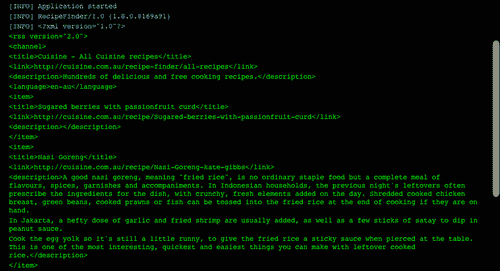 [INFO] Application started
[INFO] RecipeFinder/1.0 (1.8.0.8169a91)
[INFO] <?xml version="1.0"?>
<rss version="2.0">
<channel>
<title>Cuisine - All Cuisine recipes</title>
<link>http://cuisine.com.au/recipe-finder/all-recipes</link>
<description>Hundreds of delicious and free cooking recipes.</description>
<language>en-au</language>
<item>
<title>Sugared berries with passionfruit curd</title>
<link>http://cuisine.com.au/recipe/Sugared-berries-with-passionfruit-curd</link>
<description></description>
</item>
<item>
<title>Nasi Goreng</title>
<link>http://cuisine.com.au/recipe/Nasi-Goreng-kate-gibbs</link>
<description>A good nasi goreng, meaning "fried rice", is no ordinary staple food but a complete meal of
flavours, spices, garnishes and accompaniments. In Indonesian households, the previous night's leftovers often
prescribe the ingredients for the dish, with crunchy, fresh elements added on the day. Shredded cooked chicken
breast, green beans, cooked prawns or fish can be tossed into the fried rice at the end of cooking if they are on
hand.
In Jakarta, a hefty dose of garlic and fried shrimp are usually added, as well as a few sticks of satay to dip in
peanut sauce.
Cook the egg yolk so it's still a little runny, to give the fried rice a sticky sauce when pierced at the table.
This is one of the most interesting, quickest and easiest things you can make with leftover cooked
rice.</description>
</item>